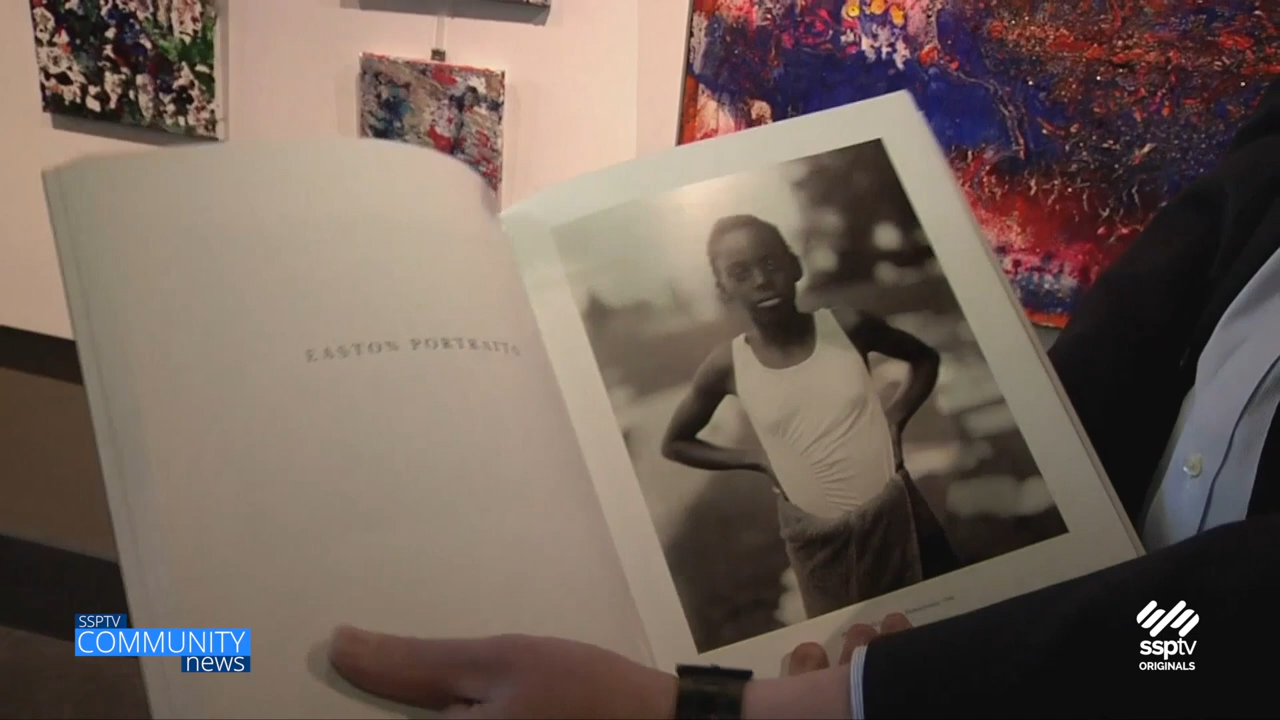 EASTON PORTRAITS
SSPTV
COMMUNITY
news
ssptv
ORIGINALS